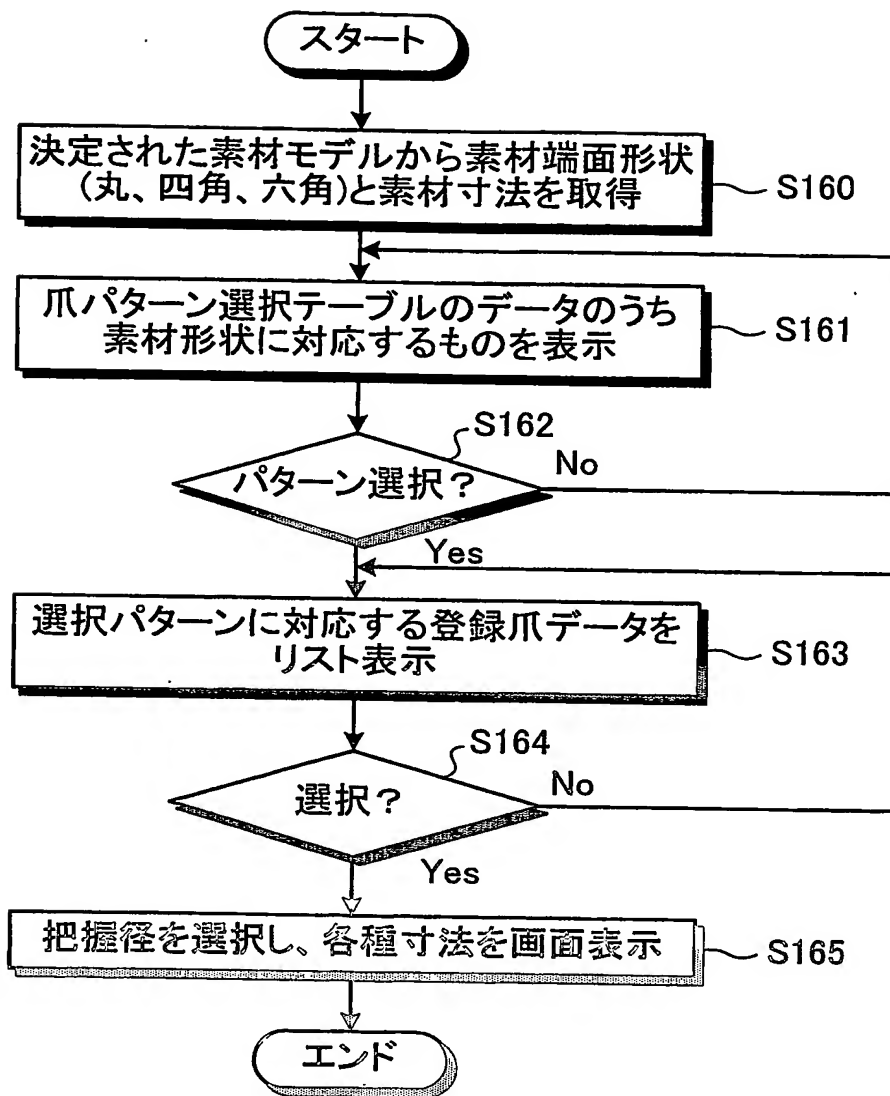 スタート
決定された素材モデルから素材端面形状
(丸、四角、六角)と素材寸法を取得
S160
爪パターン選択テーブルのデータのうち
素材形状に対応するものを表示
S161
S162
パターン選択？
No
Yes
選択パターンに対応する登録爪データを
リスト表示
S163
S164
選択？
No
Yes
把握径を選択し、各種寸法を画面表示
S165
エンド